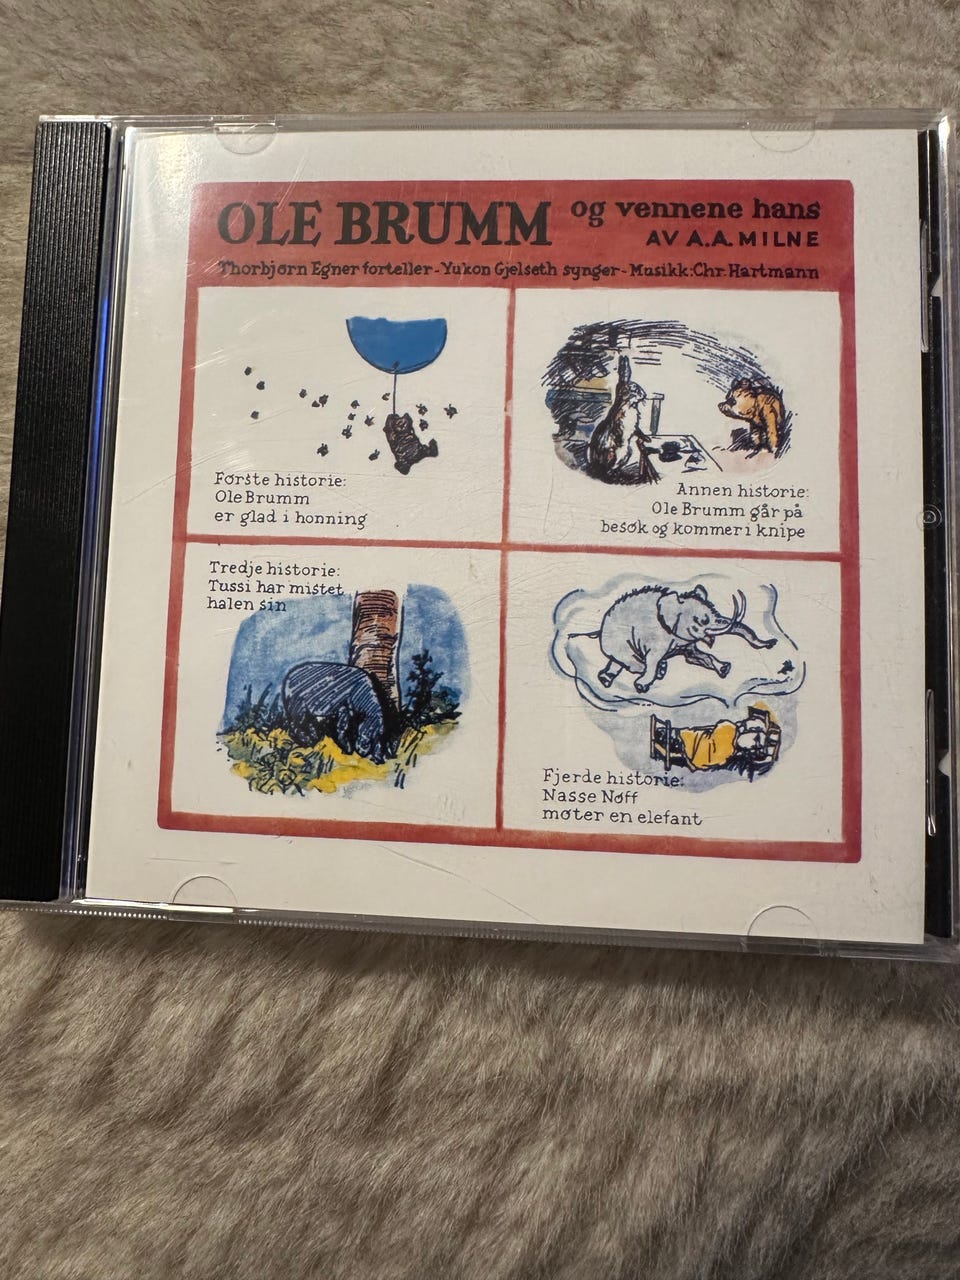 OLE BRUMM og vennene hans
AV A.A. MILNE
Thorbjørn Egner forteller - Yukon Gjelseth synger - Musikk: Chr. Hartmann
Første historie:
Ole Brumm
er glad i honning
Annen historie:
Ole Brumm går på
besøk og kommer i knipe
Tredje historie:
Tussi har mistet
halen sin
Fjerde historie:
Nasse Nøff
møter en elefant